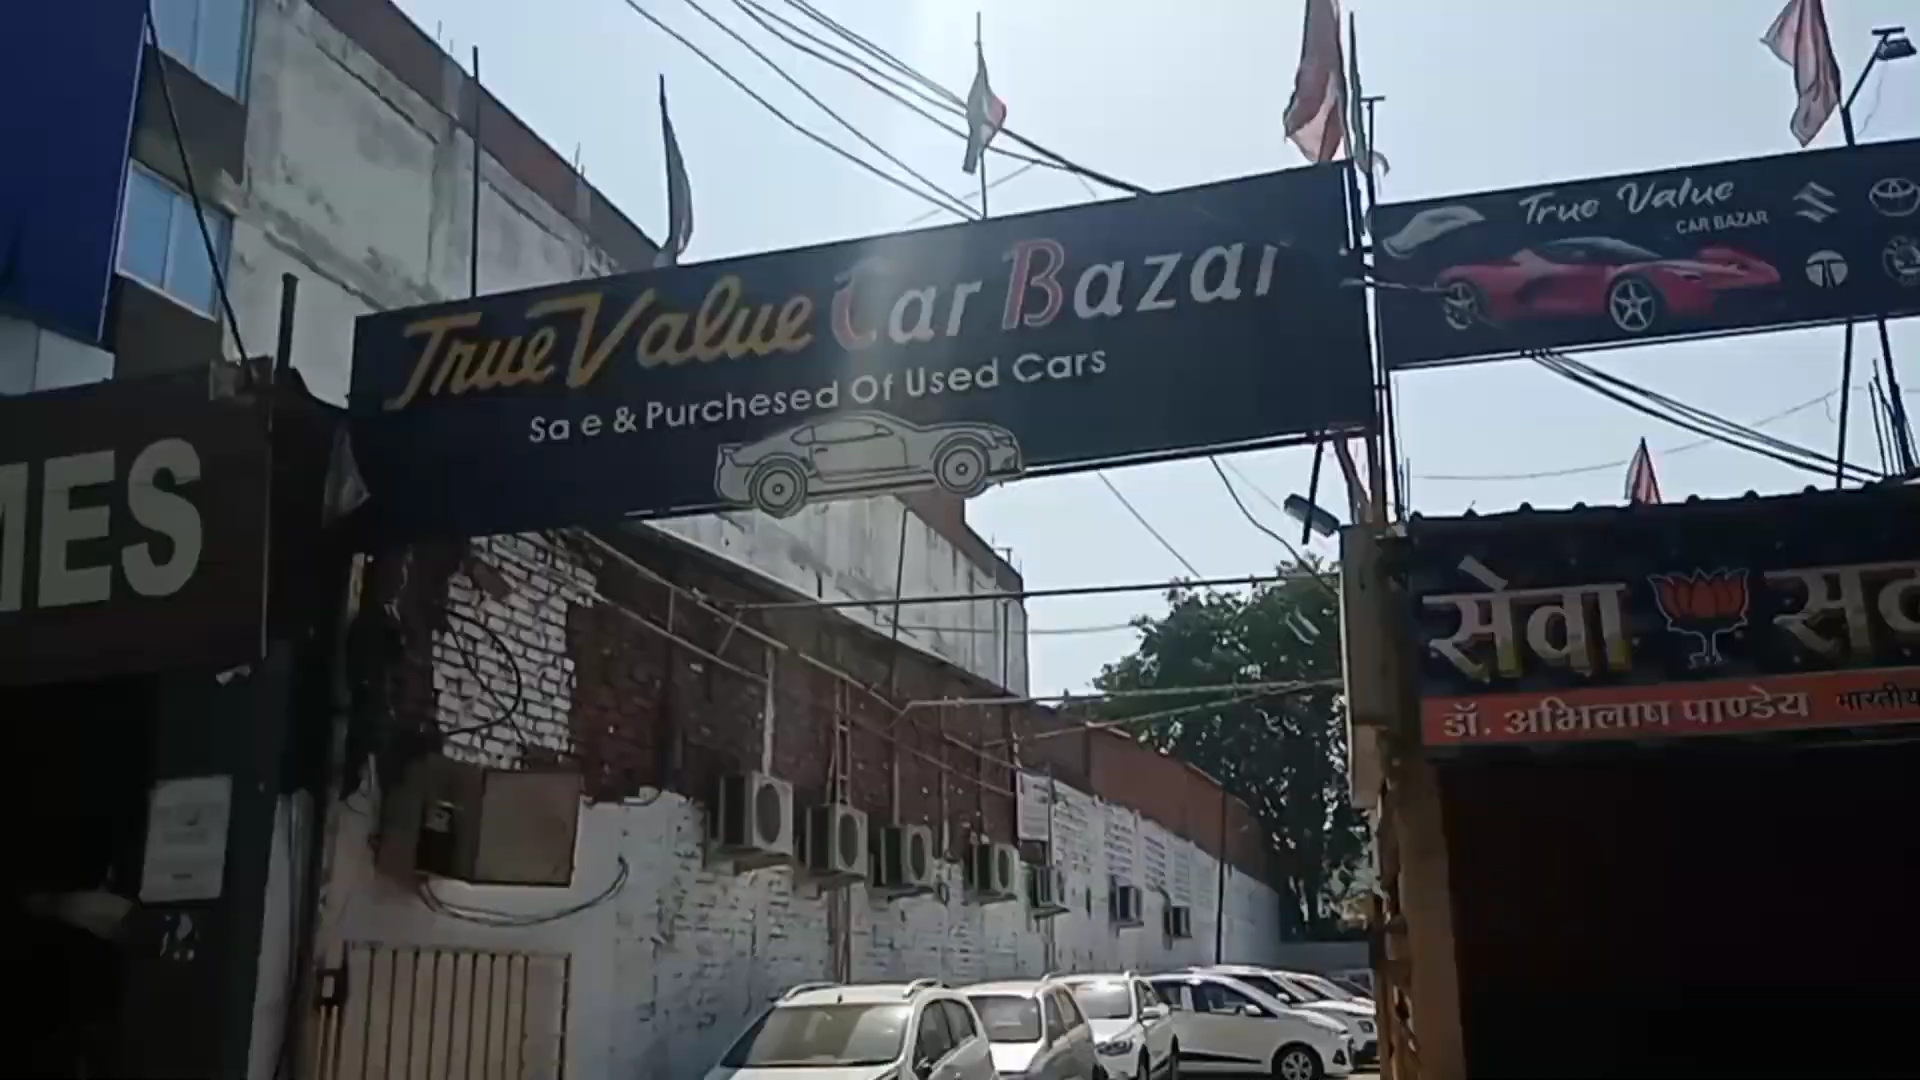 True Value Car Bazar
Sa e & Purchesed Of Used Cars
True Value
CAR BAZAR
MES
सेवा
डॉ. अभिलाष पाण्डेय